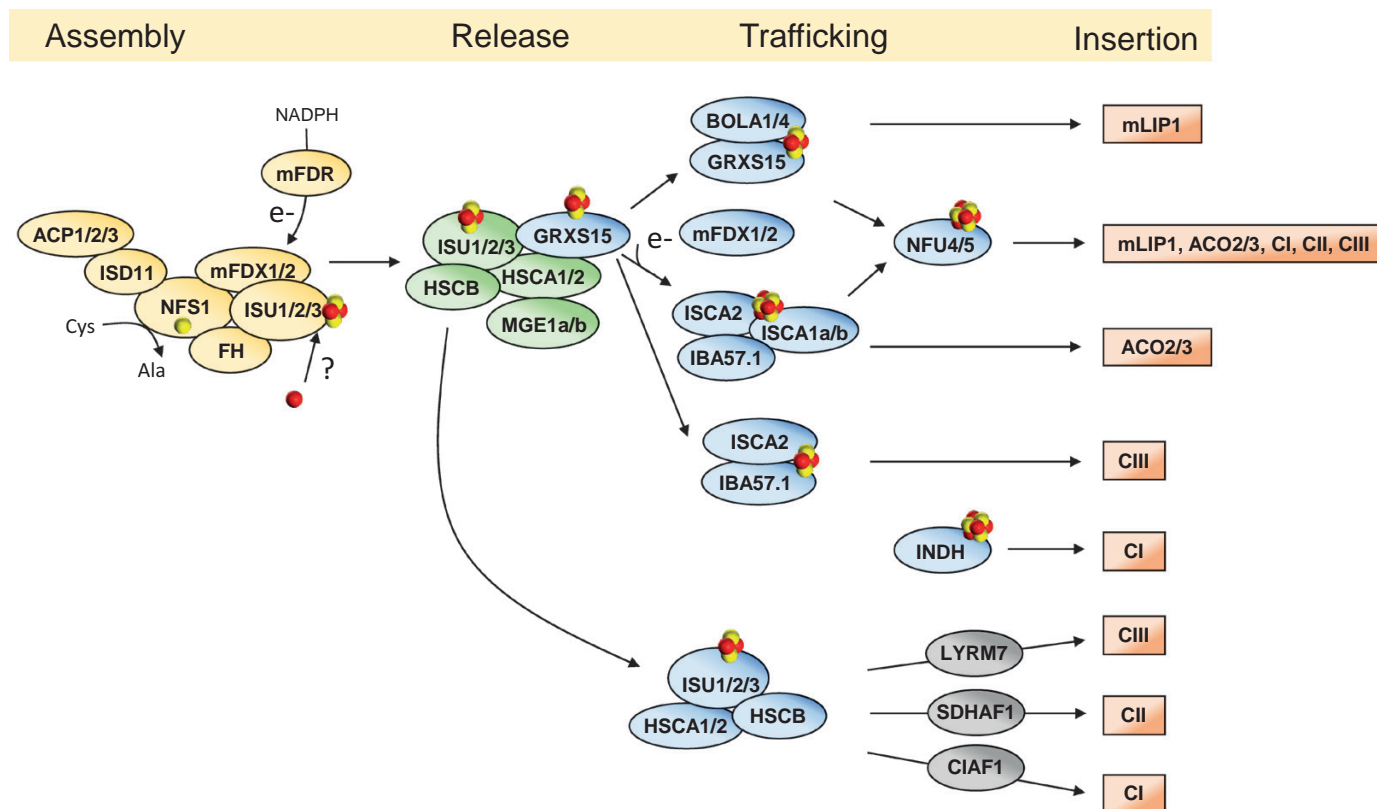 Assembly
Release
Trafficking
Insertion
NADPH
mFDR
e-
ACP1/2/3
ISD11
mFDX1/2
NFS1
ISU1/2/3
Cys
Ala
FH
?
ISU1/2/3
GRXS15
HSCB
HSCA1/2
MGE1a/b
BOLA1/4
GRXS15
mLIP1
e-
mFDX1/2
NFU4/5
mLIP1, ACO2/3, CI, CII, CIII
ISCA2
ISCA1a/b
IBA57.1
ACO2/3
ISCA2
IBA57.1
CIII
INDH
CI
ISU1/2/3
HSCA1/2
HSCB
LYRM7
CIII
SDHAF1
CII
CIAF1
CI